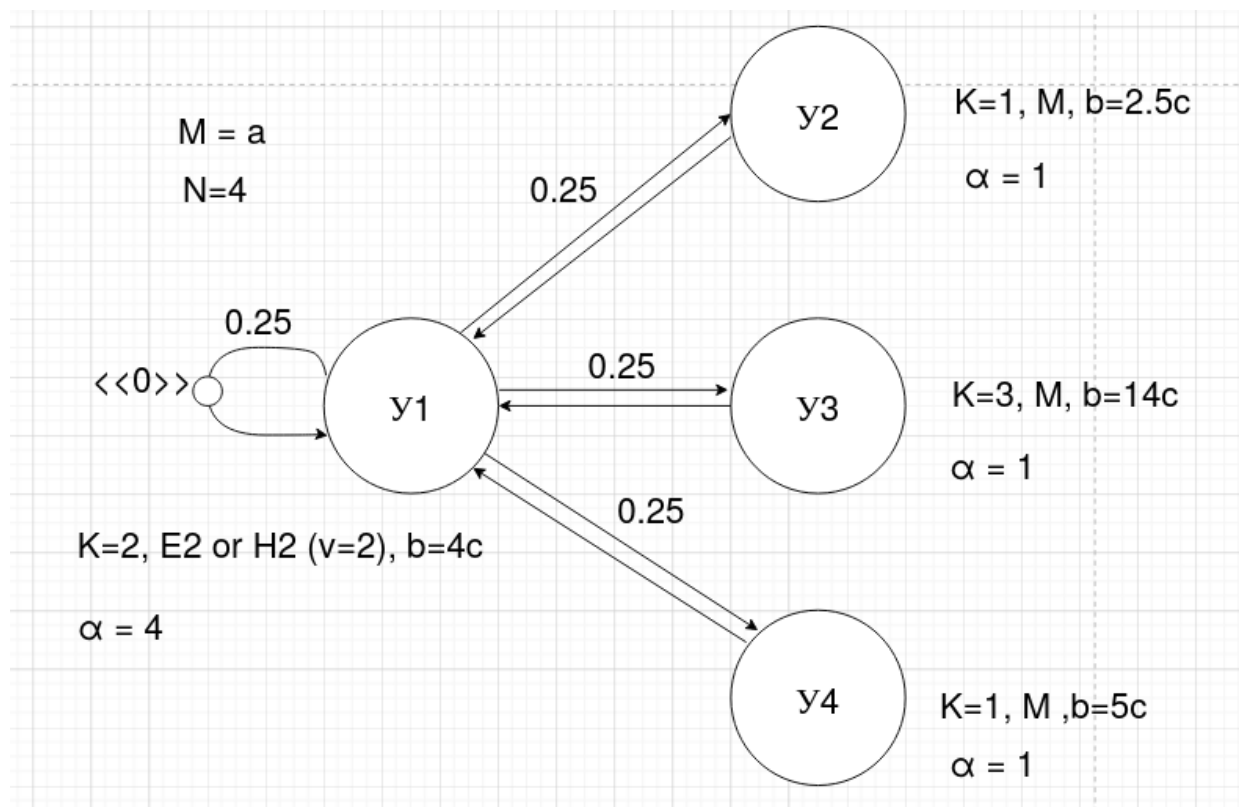 M = a
N=4
<<0>>
0.25
У1
K=2, E2 or H2 (v=2), b=4c
α = 4
0.25
0.25
0.25
У2
K=1, M, b=2.5c
α = 1
У3
K=3, M, b=14c
α = 1
У4
K=1, M ,b=5c
α = 1